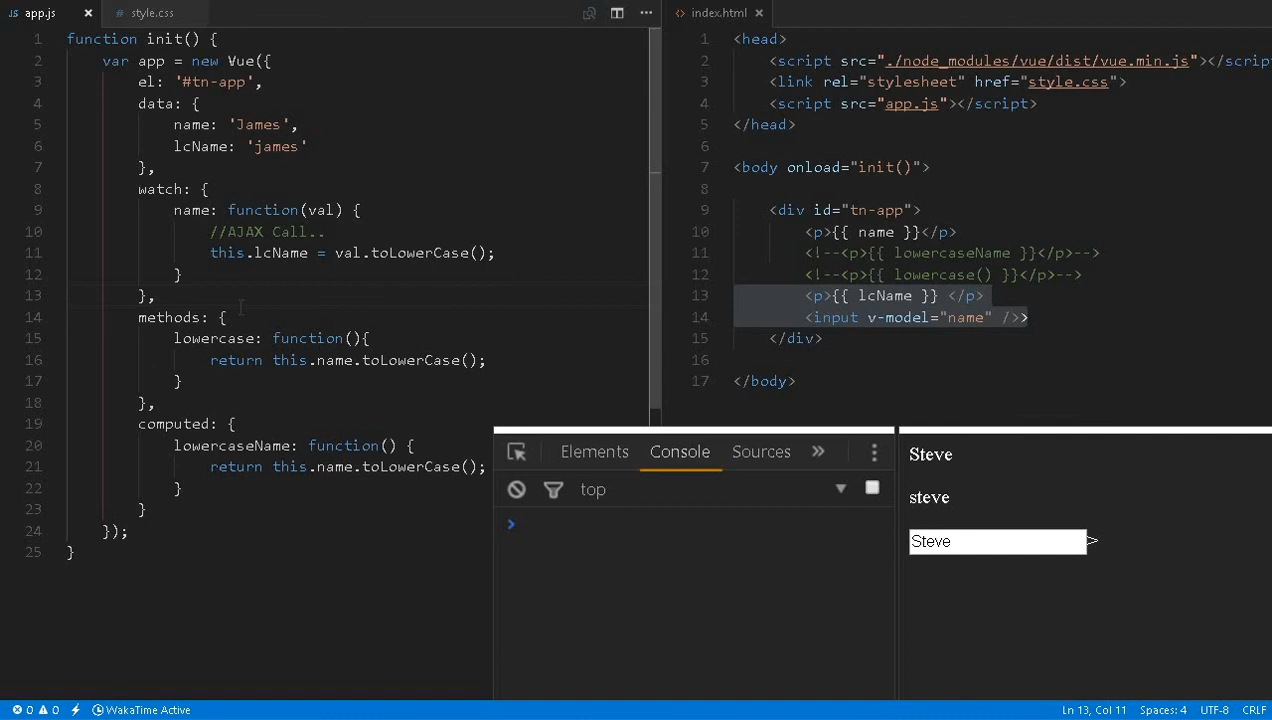 app.js
style.css
1 function init() {
2 var app = new Vue({
3 el: '#tn-app',
4 data: {
5 name: 'James',
6 lcName: 'james'
7 },
8 watch: {
9 name: function(val) {
10 //AJAX Call..
11 this.lcName = val.toLowerCase();
12 }
13 },
14 methods: {
15 lowercase: function(){
16 return this.name.toLowerCase();
17 }
18 },
19 computed: {
20 lowercaseName: function() {
21 return this.name.toLowerCase();
22 }
23 }
24 });
25 }
index.html
1 <head>
2 <script src="./node_modules/vue/dist/vue.min.js"></scrip
3 <link rel="stylesheet" href="style.css">
4 <script src="app.js"></script>
5 </head>
6
7 <body onload="init()">
8
9 <div id="tn-app">
10 <p>{{ name }}</p>
11 <!--<p>{{ lowercaseName }}</p>-->
12 <!--<p>{{ lowercase() }}</p>-->
13 <p>{{ lcName }} </p>
14 <input v-model="name" />>
15 </div>
16
17 </body>
Elements Console Sources »
top
Steve
steve
Steve >
0 0 WakaTime Active
Ln 13, Col 11 Spaces: 4 UTF-8 CRLF